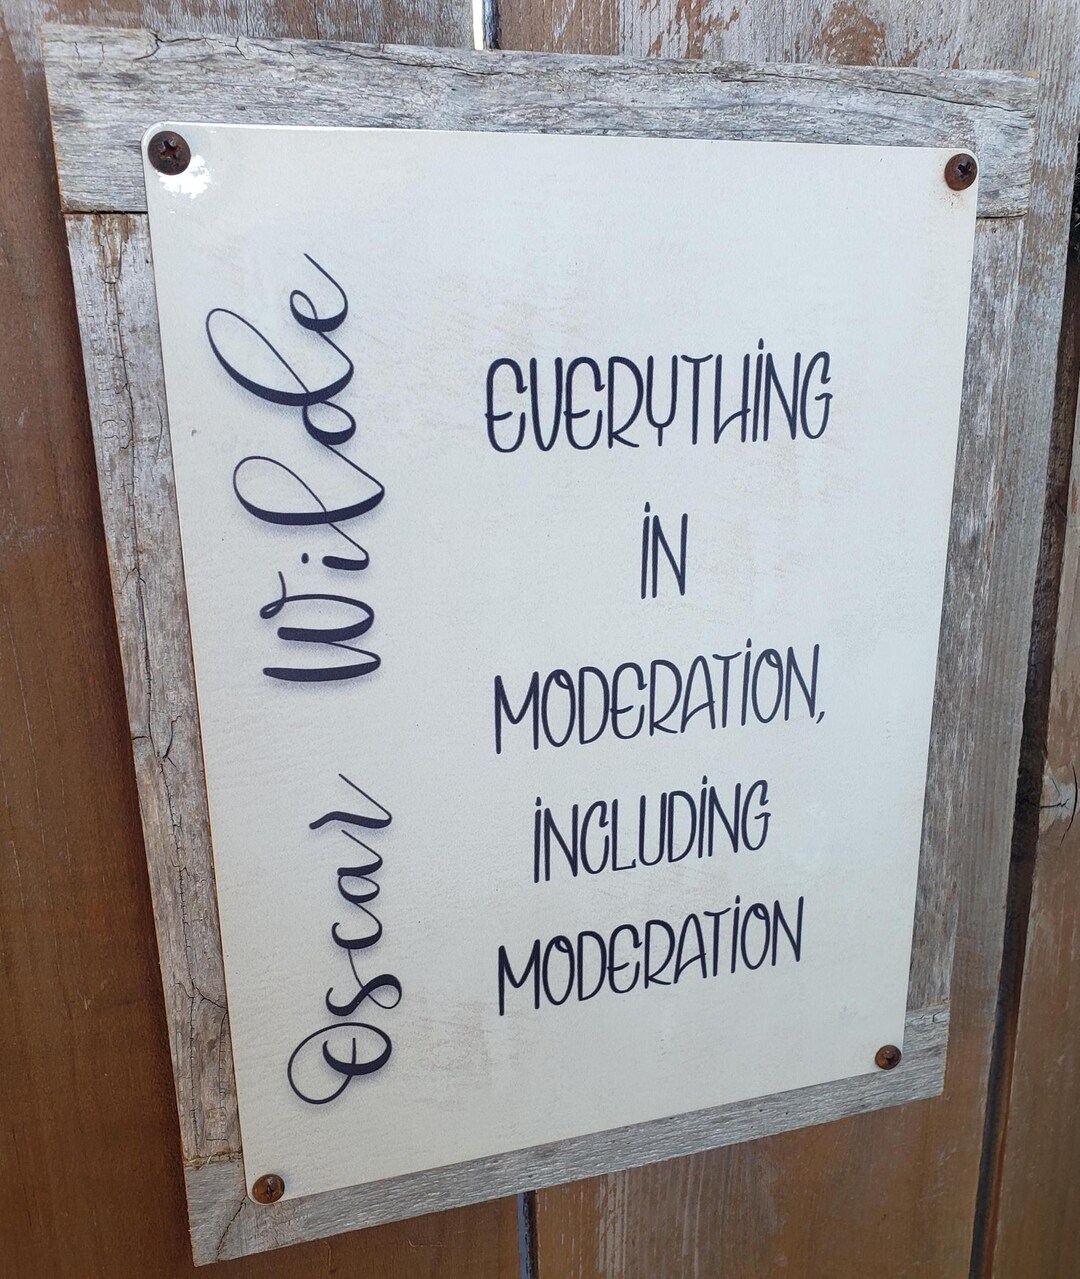 Oscar Wilde
EVERYTHING
IN
MODERATION,
INCLUDING
MODERATION